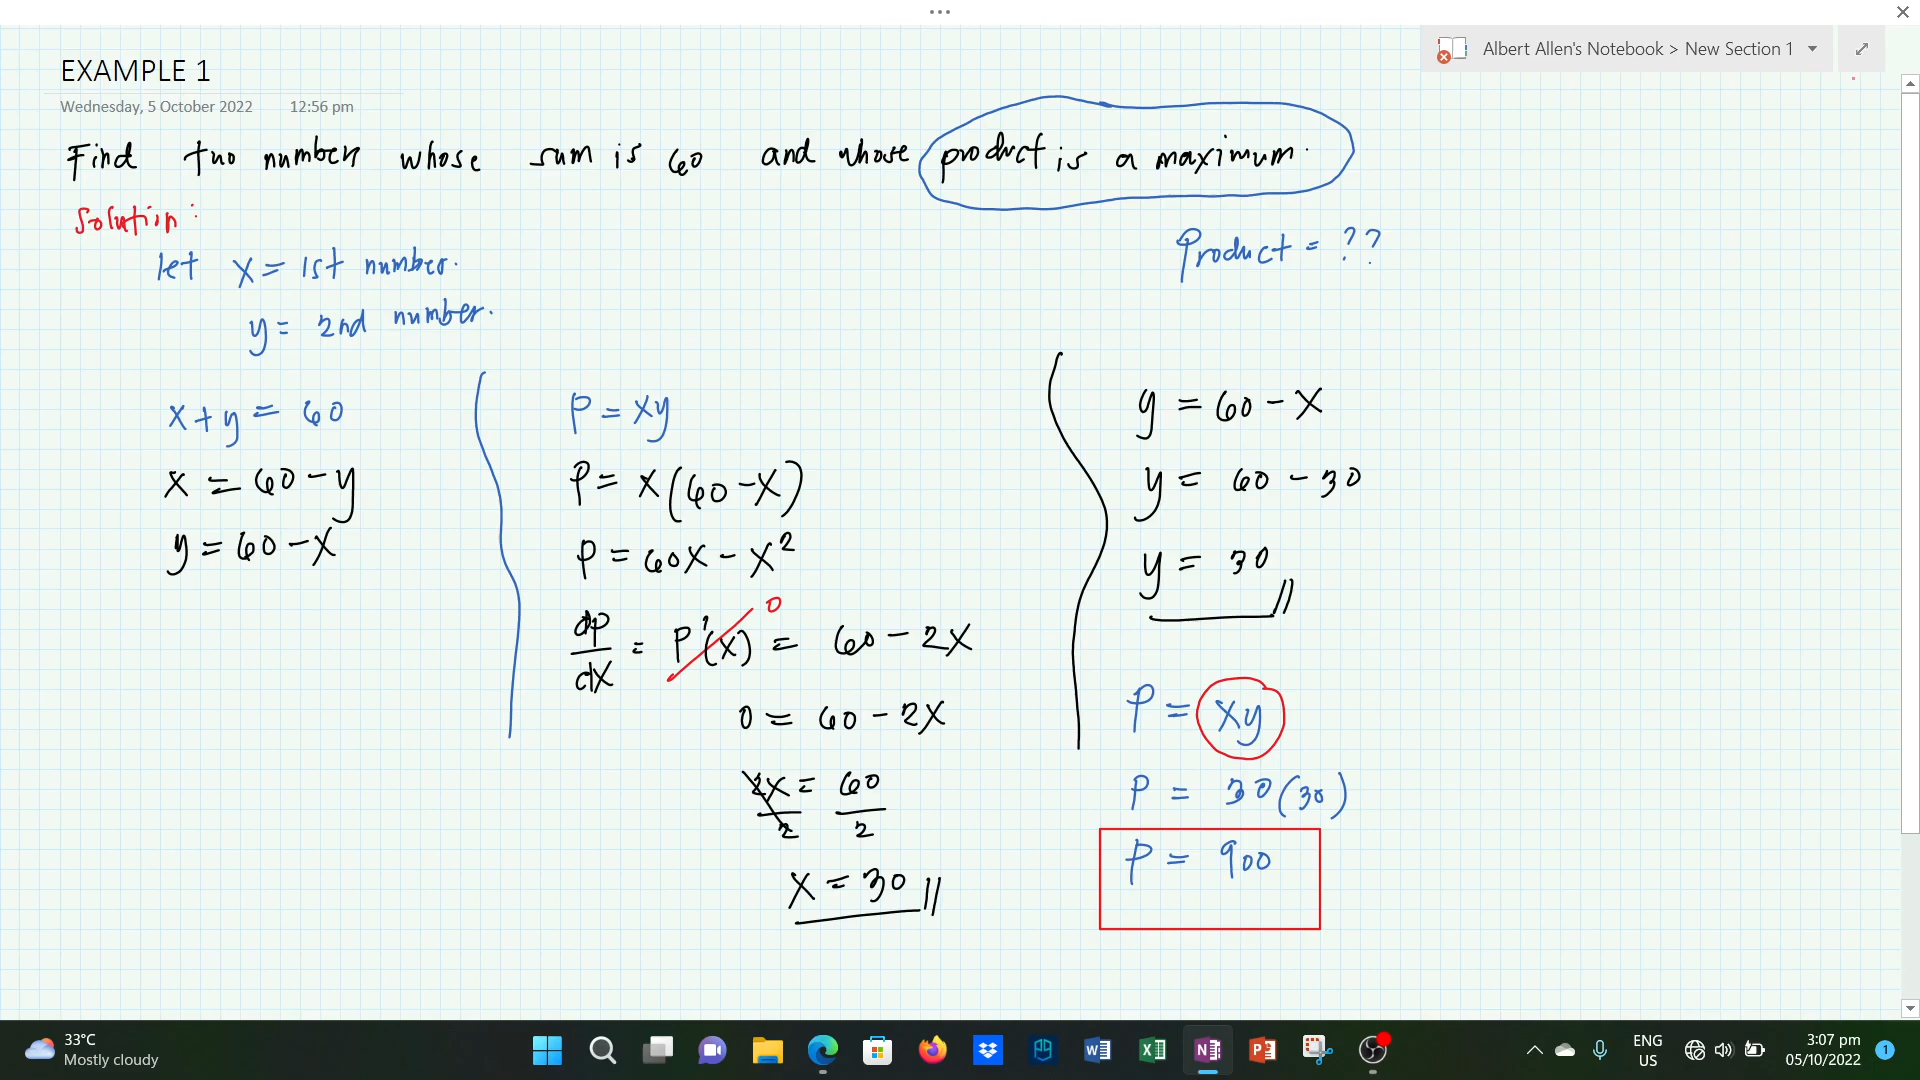 Albert Allen's Notebook > New Section 1
EXAMPLE 1
Wednesday, 5 October 2022 12:56 pm
Find two number whose sum is 60 and whose product is a maximum.
Solution:
let x = 1st number.
y = 2nd number.
Product = ??
x + y = 60
x = 60 - y
y = 60 - x
P = xy
P = x(60 - x)
P = 60x - x²
dP/dx = P'(x) = 60 - 2x
0
0 = 60 - 2x
2x/2 = 60/2
x = 30 //
y = 60 - x
y = 60 - 30
y = 30 //
P = xy
P = 30(30)
P = 900
33°C
Mostly cloudy
ENG
US
3:07 pm
05/10/2022
1